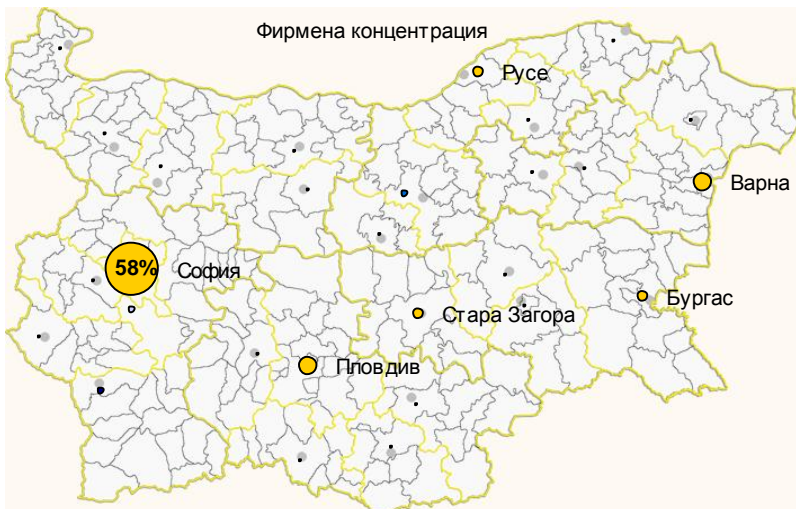 Фирмена концентрация
Русе
Варна
58%
София
Бургас
Стара Загора
Пловдив